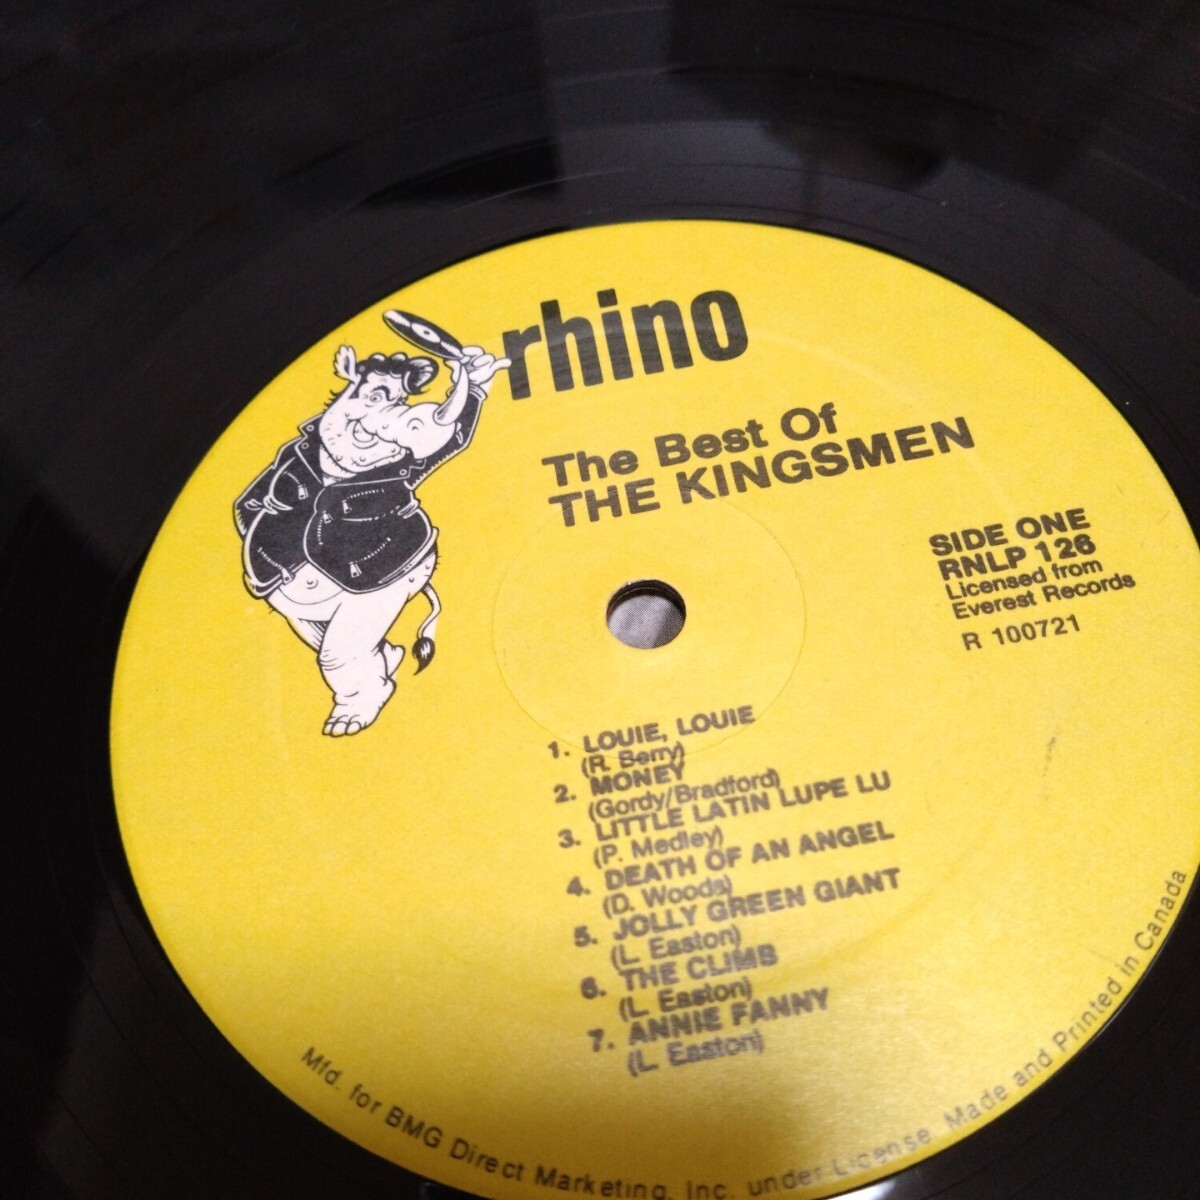 rhino
The Best Of
THE KINGSMEN
SIDE ONE
RNLP 126
Licensed from
Everest Records
R 100721
1. LOUIE, LOUIE
(R. Berry)
2. MONEY
(Gordy/Bradford)
3. LITTLE LATIN LUPE LU
(P. Medley)
4. DEATH OF AN ANGEL
(D. Woods)
5. JOLLY GREEN GIANT
(L. Easton)
6. THE CLIMB
(L. Easton)
7. ANNIE FANNY
(L. Easton)
Mfd. for BMG Direct Marketing, Inc. under License. Made and Printed in Canada